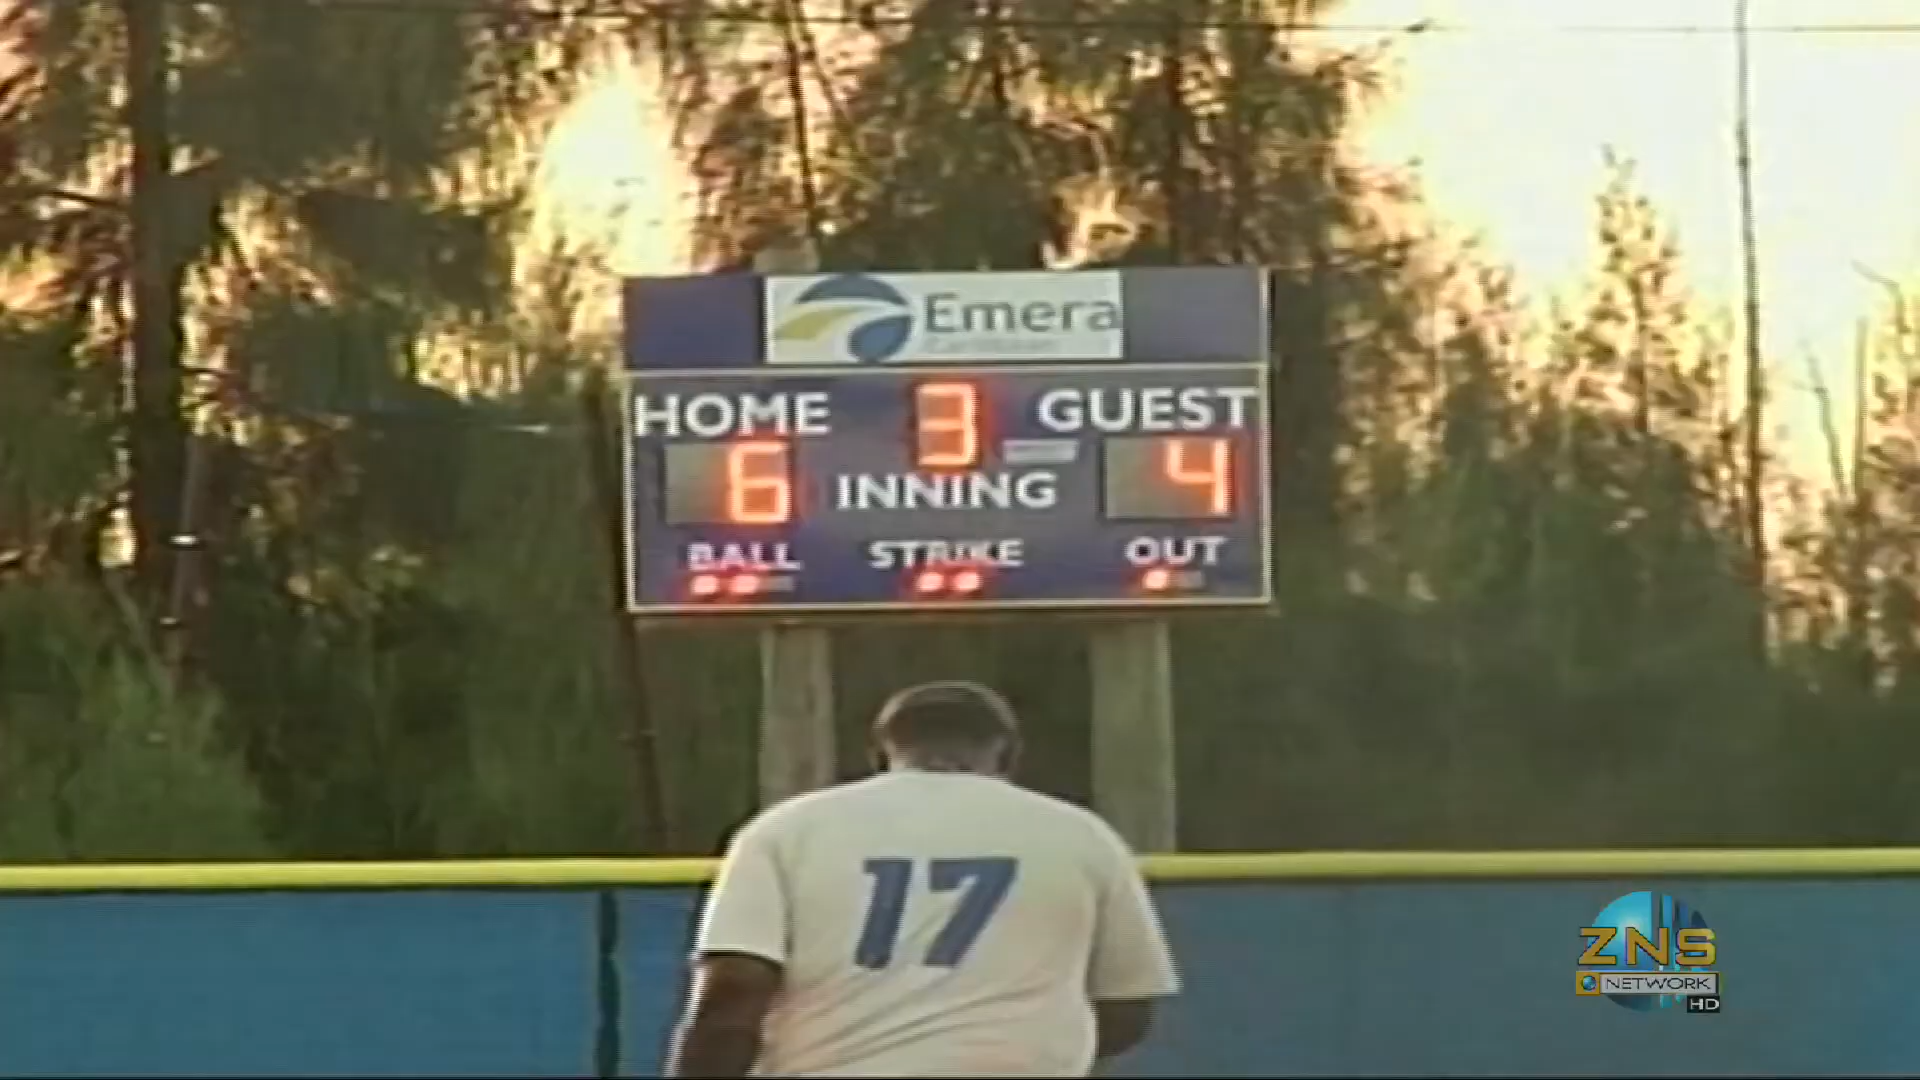 Emera
HOME 3 GUEST
6 INNING 4
BALL STRIKE OUT
17
ZNS
NETWORK
HD